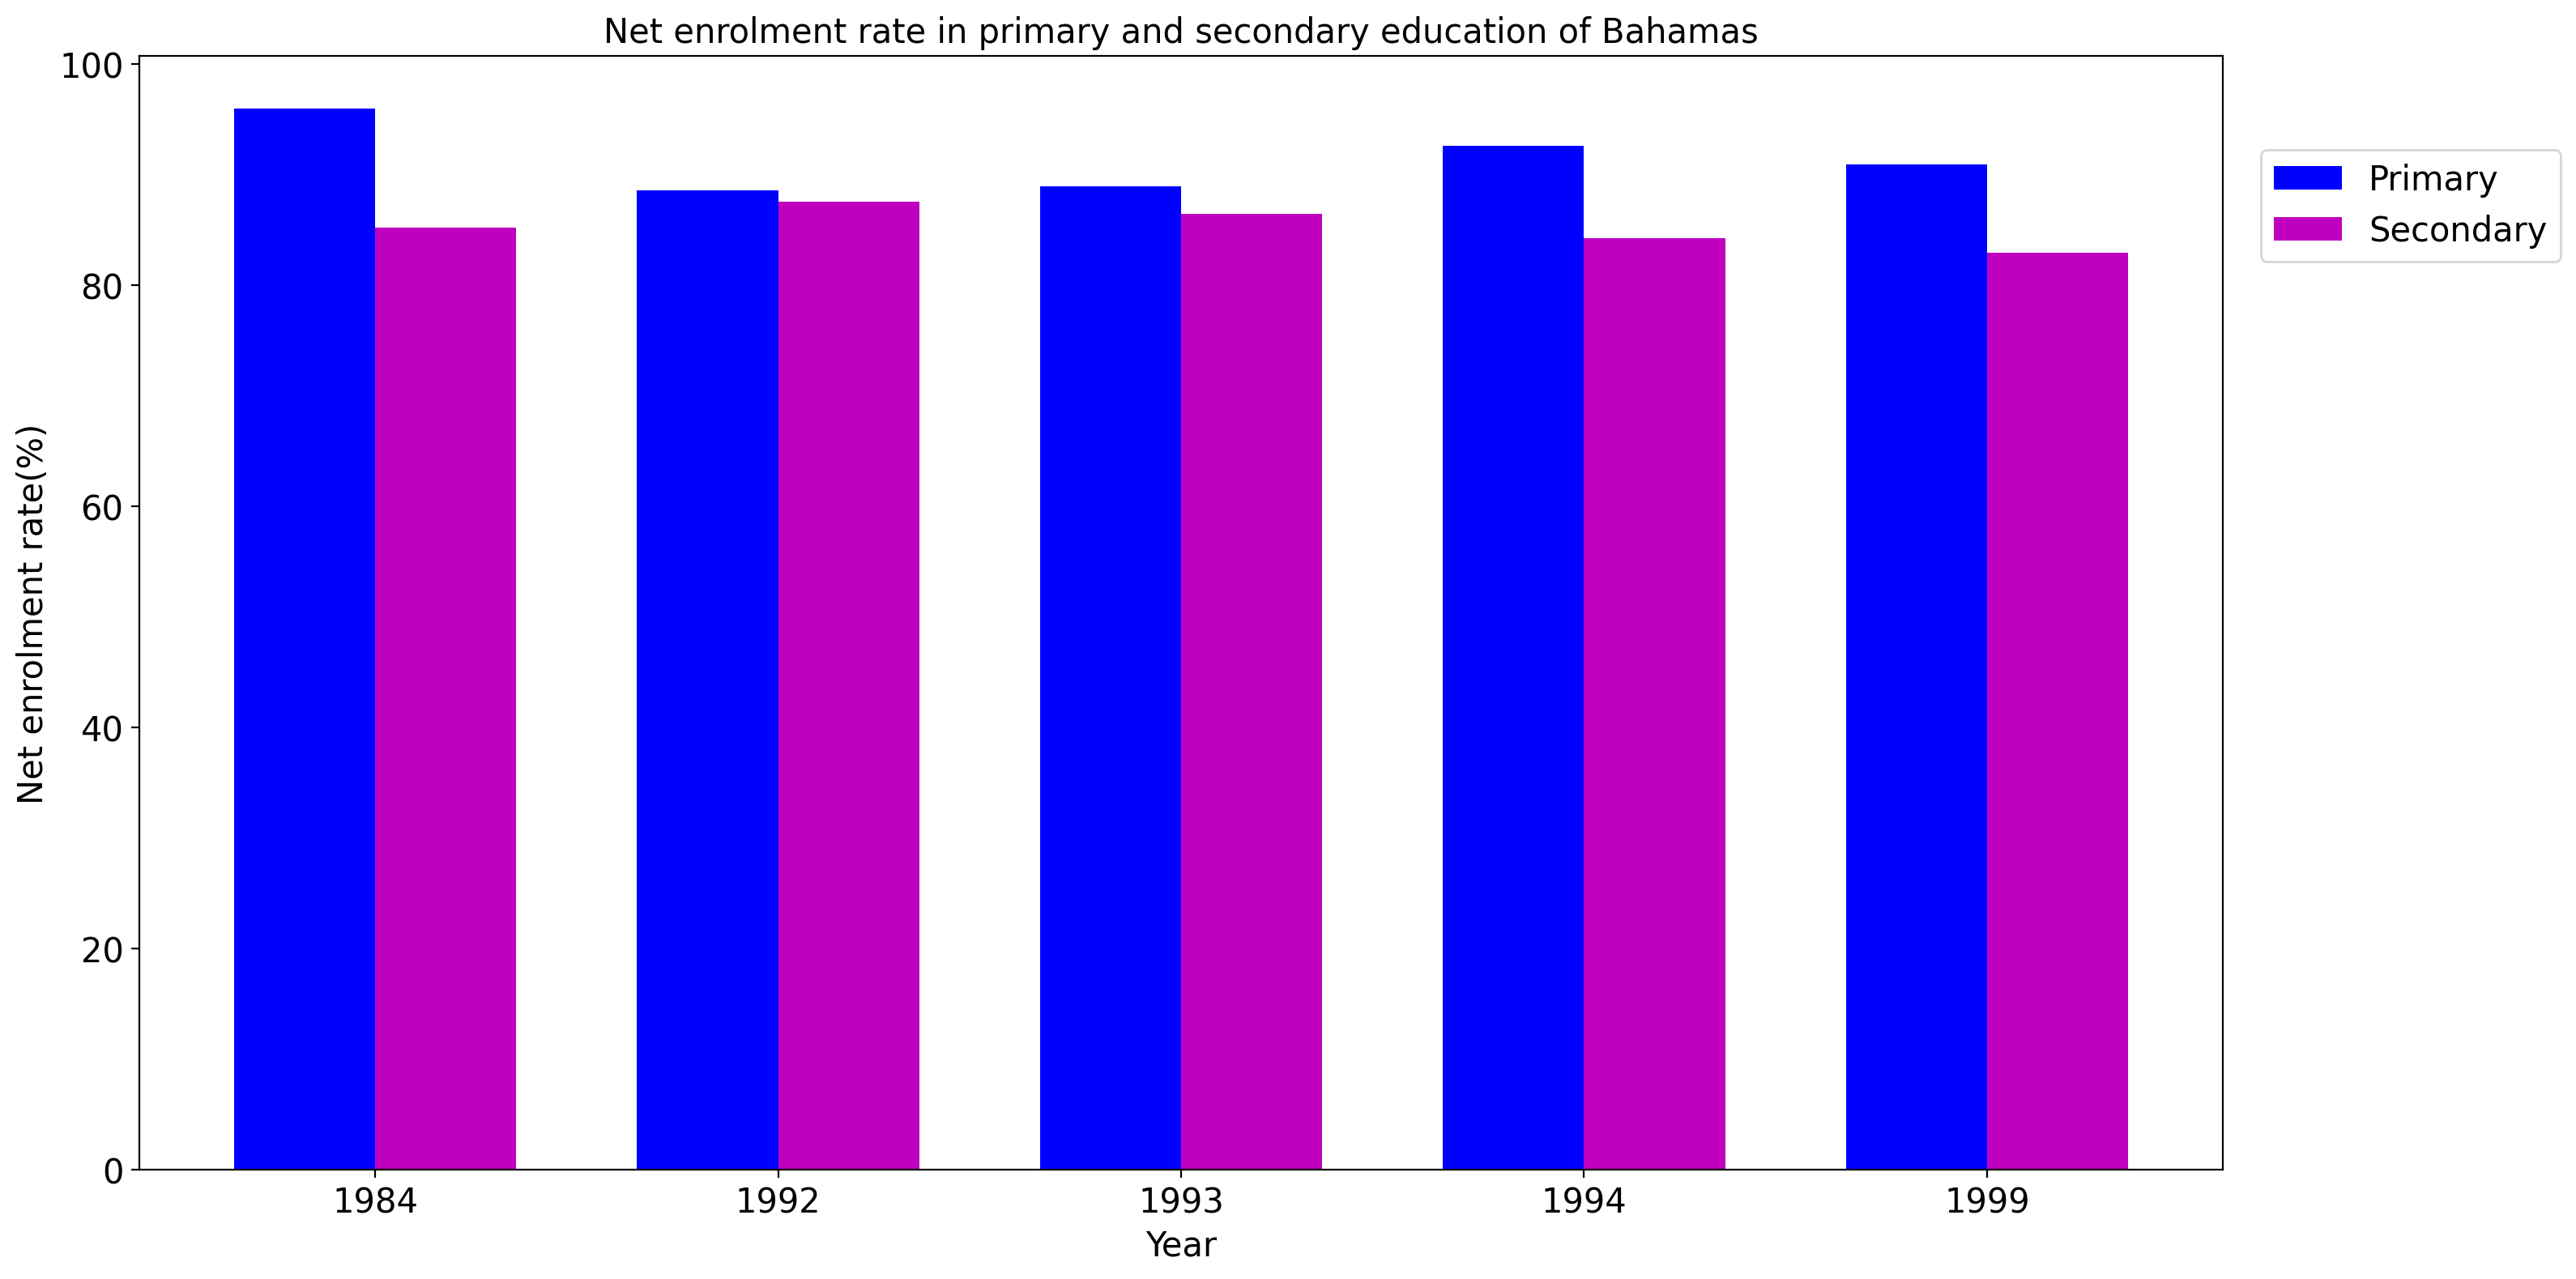 Net enrolment rate in primary and secondary education of Bahamas
Net enrolment rate(%)
100
80
60
40
20
0
1984 1992 1993 1994 1999
Year
Primary
Secondary